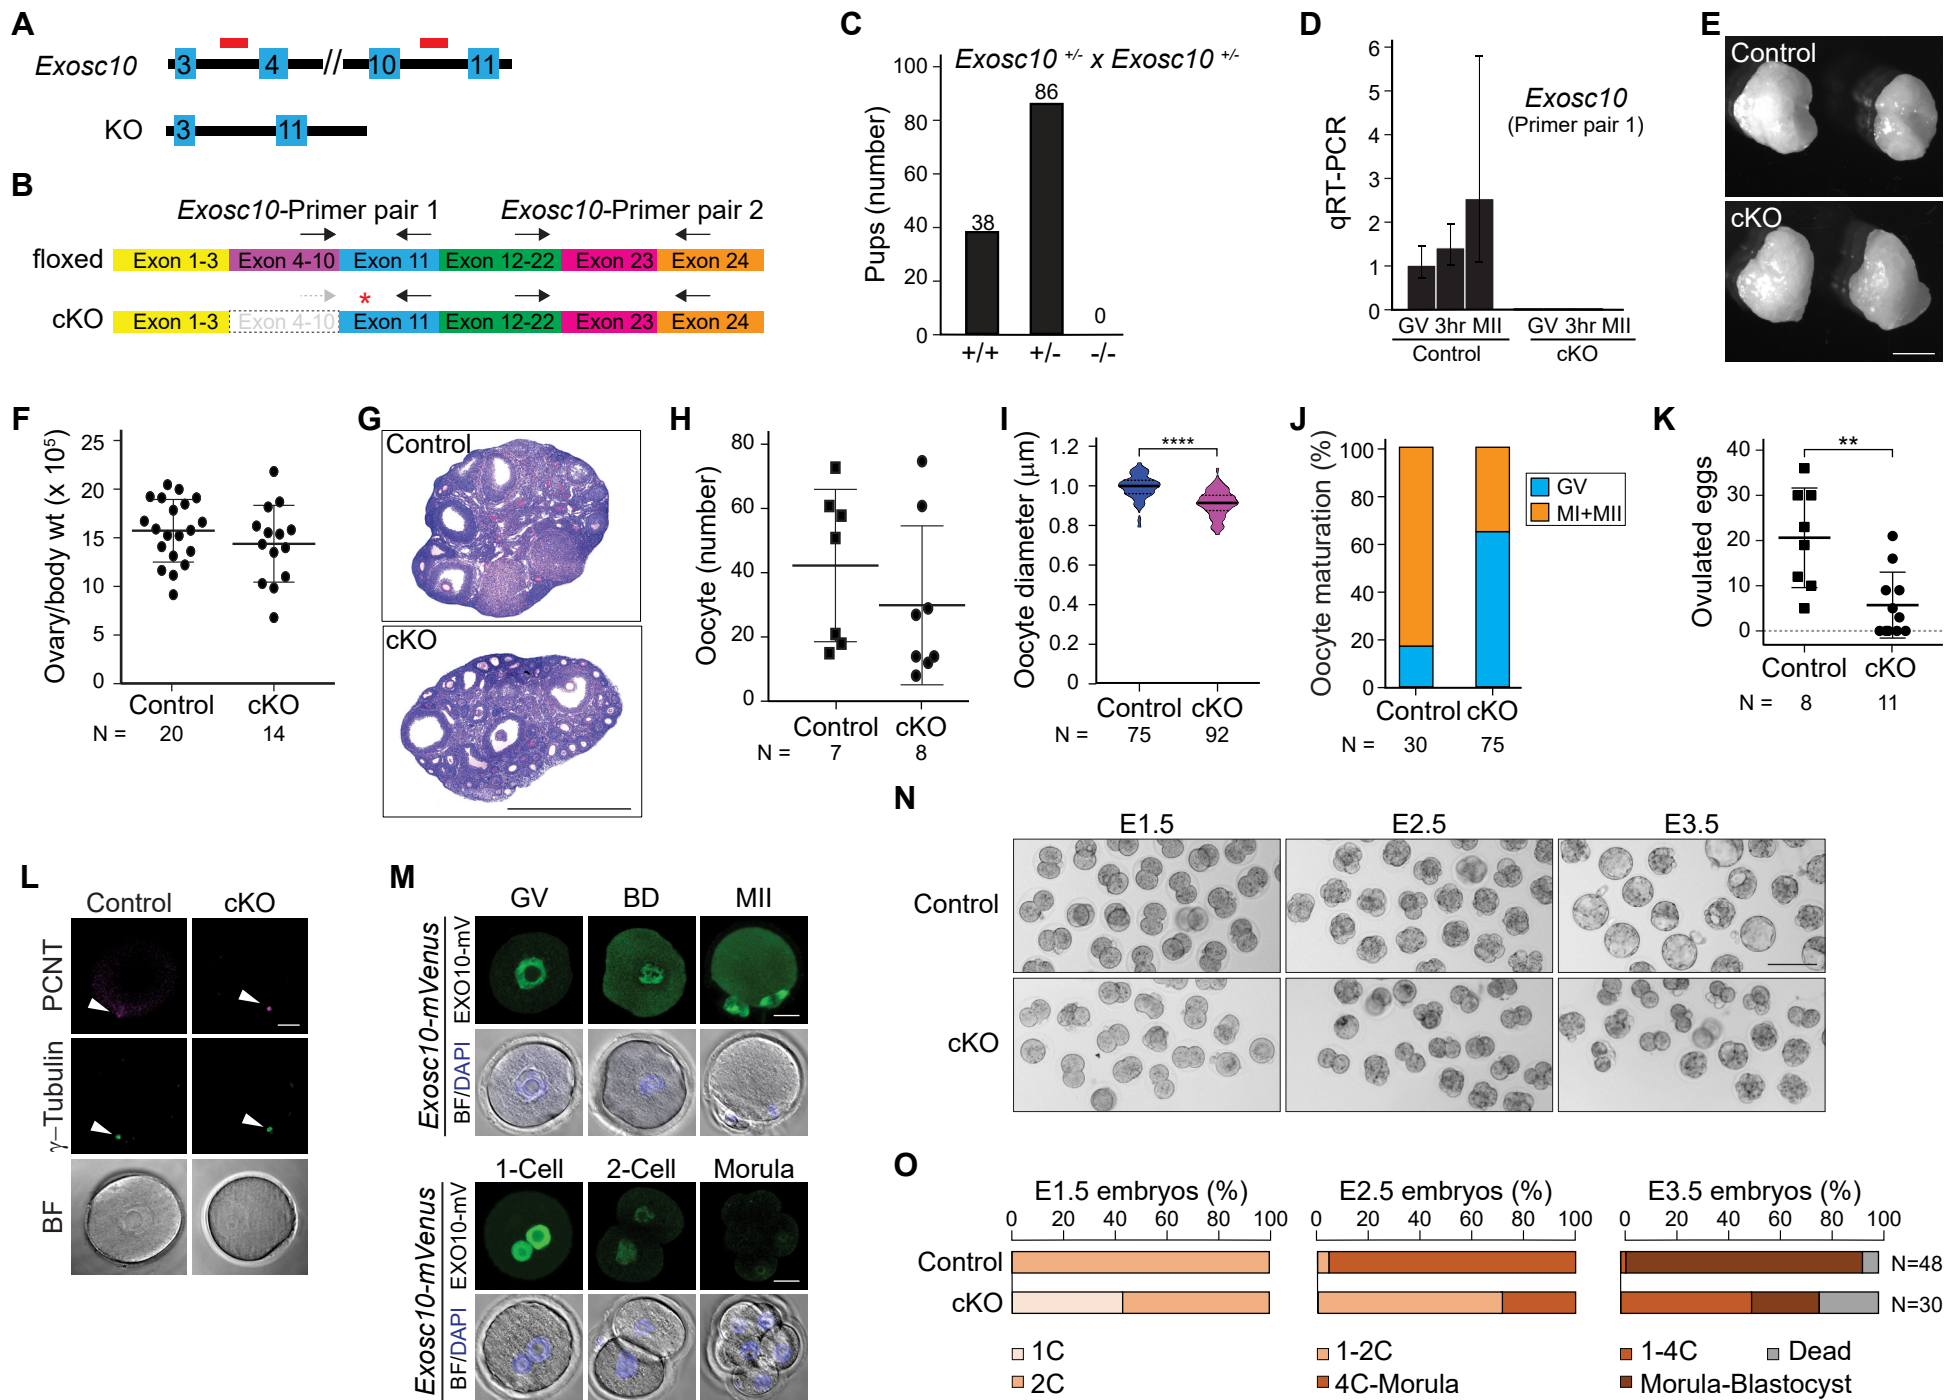 A
Exosc10
3
4
//
10
11
KO
3
11
B
Exosc10-Primer pair 1
Exosc10-Primer pair 2
floxed
Exon 1-3
Exon 4-10
Exon 11
Exon 12-22
Exon 23
Exon 24
*
cKO
Exon 1-3
Exon 4-10
Exon 11
Exon 12-22
Exon 23
Exon 24
C
Exosc10 +/- x Exosc10 +/-
Pups (number)
100
80
60
40
20
0
38
86
0
+/+
+/-
-/-
D
qRT-PCR
6
5
4
3
2
1
0
Exosc10
(Primer pair 1)
GV 3hr MII
GV 3hr MII
Control
cKO
E
Control
cKO
F
Ovary/body wt (x 10⁵)
25
20
15
10
5
0
Control
cKO
N =
20
14
G
Control
cKO
H
Oocyte (number)
80
60
40
20
0
Control
cKO
N =
7
8
I
Oocyte diameter (μm)
1.2
1.0
0.8
0.6
0.4
0.2
0
****
Control
cKO
N =
75
92
J
Oocyte maturation (%)
100
80
60
40
20
0
GV
MI+MII
Control
cKO
N =
30
75
K
Ovulated eggs
40
30
20
10
0
**
Control
cKO
N =
8
11
L
Control
cKO
PCNT
γ-Tubulin
BF
M
GV
BD
MII
Exosc10-mVenus
EXO10-mV
BF/DAPI
1-Cell
2-Cell
Morula
Exosc10-mVenus
EXO10-mV
BF/DAPI
N
E1.5
E2.5
E3.5
Control
cKO
O
E1.5 embryos (%)
E2.5 embryos (%)
E3.5 embryos (%)
0 20 40 60 80 100
0 20 40 60 80 100
0 20 40 60 80 100
Control
N=48
cKO
N=30
1C
2C
1-2C
4C-Morula
1-4C
Dead
Morula-Blastocyst